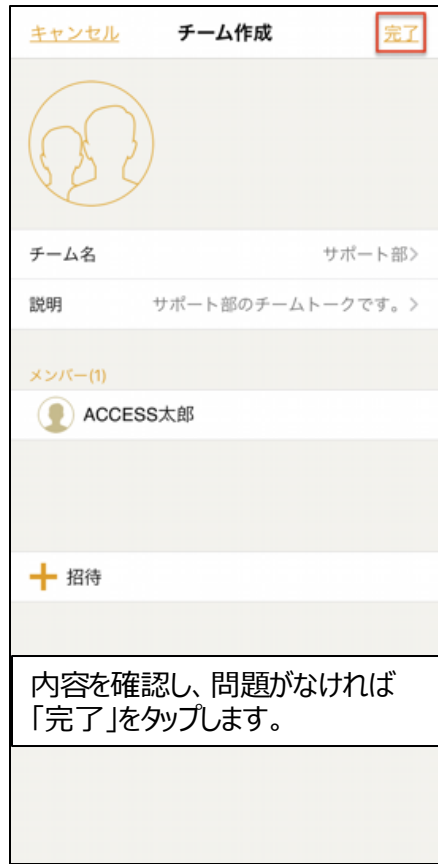 キャンセル チーム作成 完了
チーム名 サポート部>
説明 サポート部のチームトークです。 >
メンバー(1)
ACCESS太郎
招待
内容を確認し、問題がなければ
「完了」をタップします。